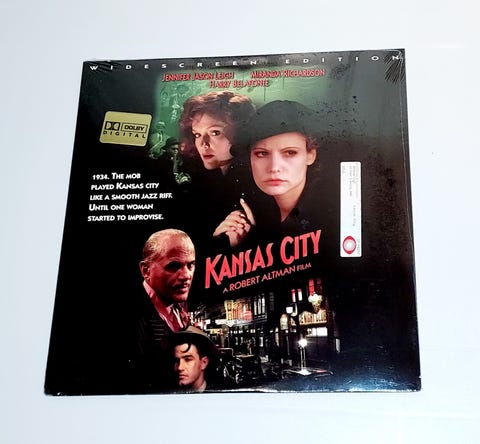 WIDESCREEN EDITION
JENNIFER JASON LEIGH MIRANDA RICHARDSON
HARRY BELAFONTE
DOLBY
DIGITAL
1934. THE MOB
PLAYED KANSAS CITY
LIKE A SMOOTH JAZZ RIFF.
UNTIL ONE WOMAN
STARTED TO IMPROVISE.
KANSAS CITY
A ROBERT ALTMAN FILM